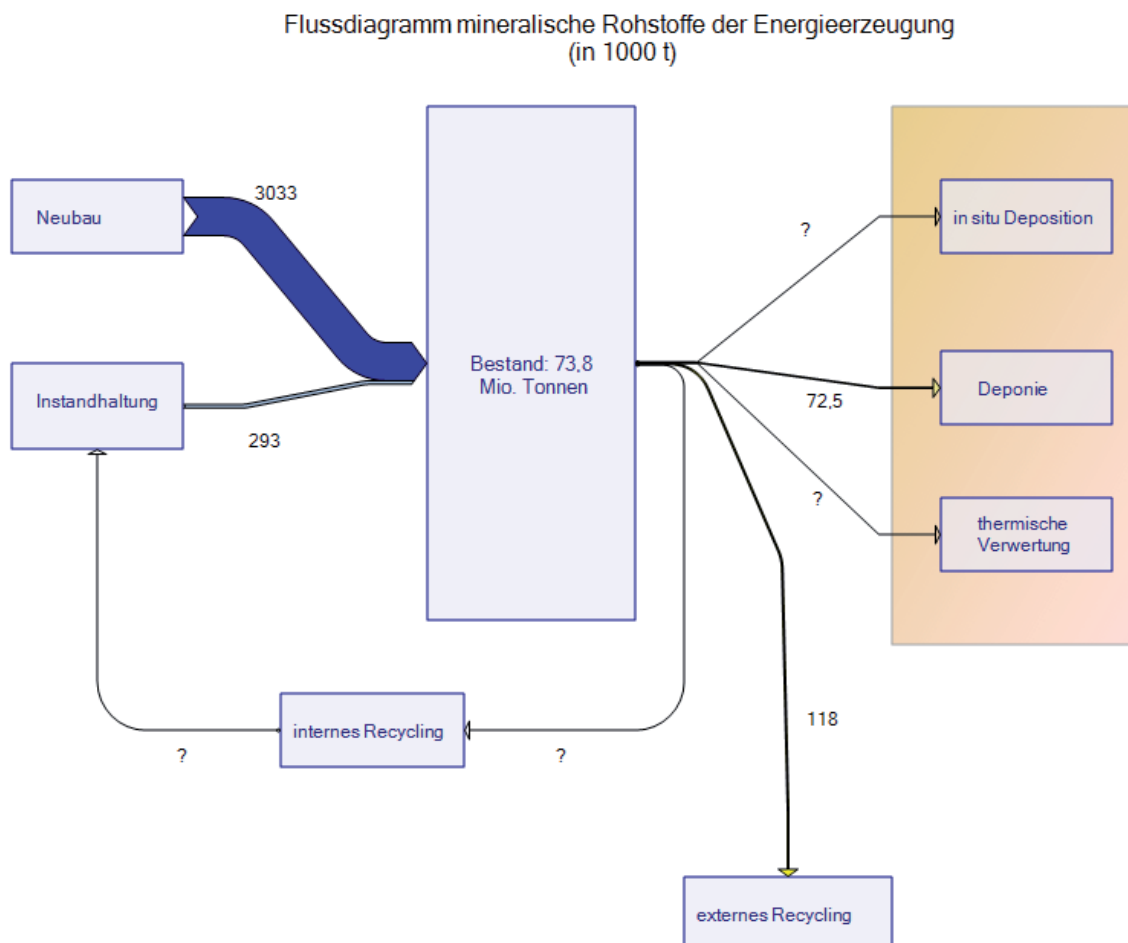 Flussdiagramm mineralische Rohstoffe der Energieerzeugung
(in 1000 t)
3033
Neubau
?
in situ Deposition
Bestand: 73,8
Mio. Tonnen
Instandhaltung
293
72,5
Deponie
?
thermische
Verwertung
internes Recycling
?
?
118
externes Recycling